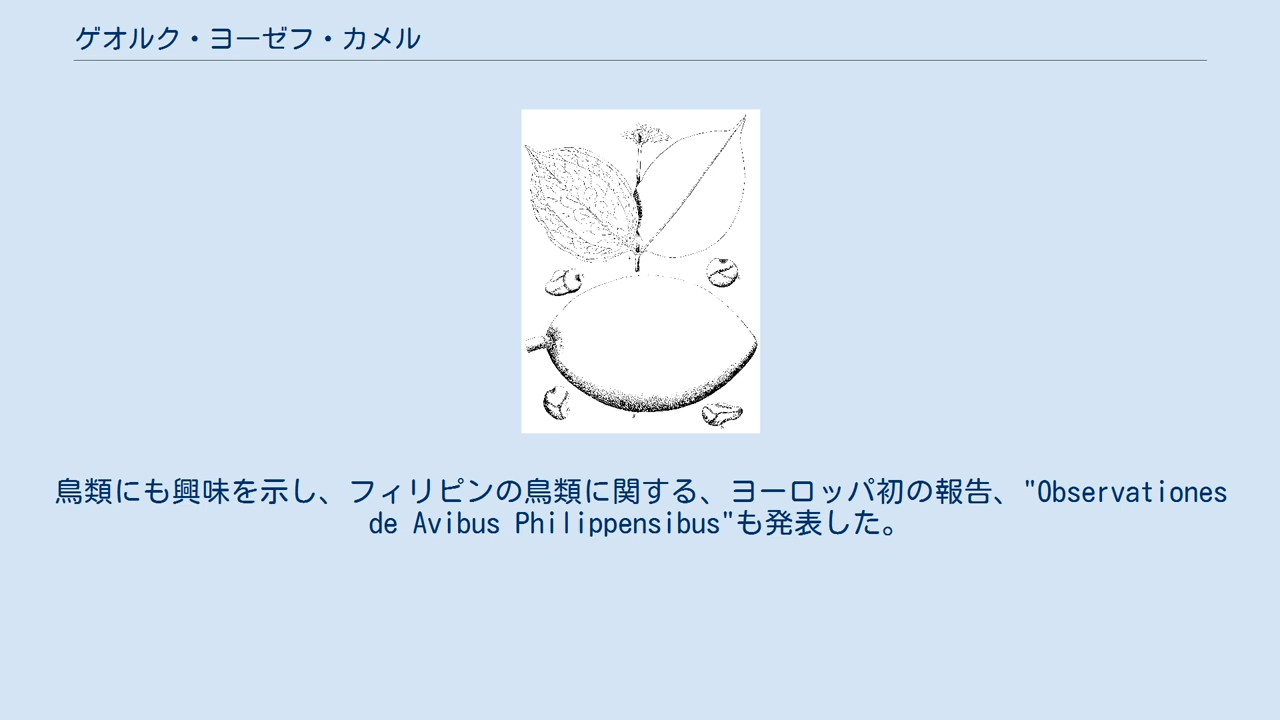 ゲオルク・ヨーゼフ・カメル
鳥類にも興味を示し、フィリピンの鳥類に関する、ヨーロッパ初の報告、"Observationes
de Avibus Philippensibus"も発表した。